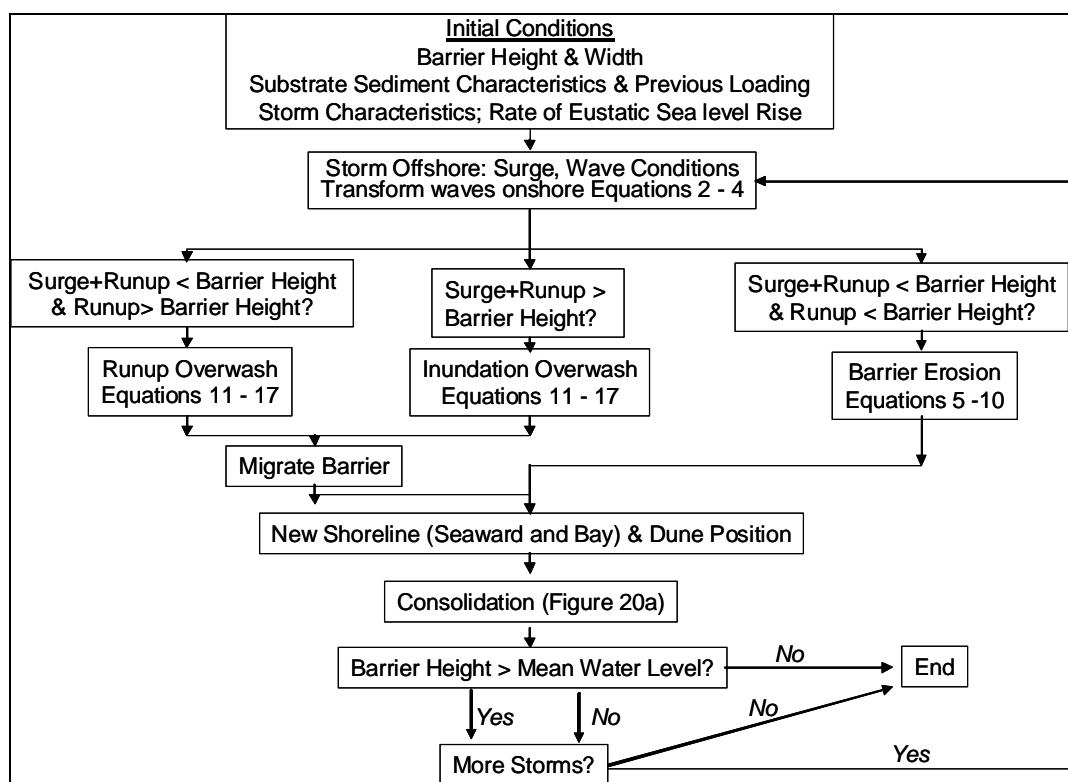 Initial Conditions
Barrier Height & Width
Substrate Sediment Characteristics & Previous Loading
Storm Characteristics; Rate of Eustatic Sea level Rise
Storm Offshore: Surge, Wave Conditions
Transform waves onshore Equations 2 - 4
Surge+Runup < Barrier Height
& Runup> Barrier Height?
Surge+Runup >
Barrier Height?
Surge+Runup < Barrier Height
& Runup < Barrier Height?
Runup Overwash
Equations 11 - 17
Inundation Overwash
Equations 11 - 17
Barrier Erosion
Equations 5 -10
Migrate Barrier
New Shoreline (Seaward and Bay) & Dune Position
Consolidation (Figure 20a)
Barrier Height > Mean Water Level?
No
End
Yes
No
No
More Storms?
Yes